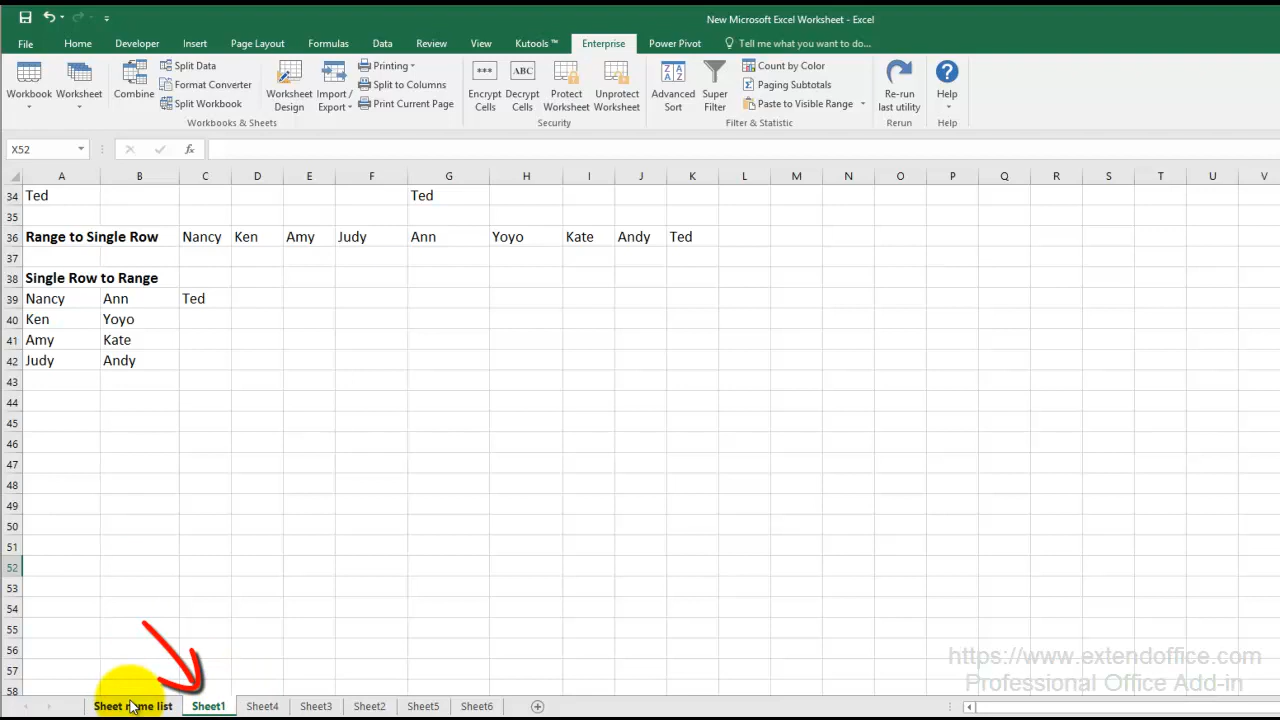 New Microsoft Excel Worksheet - Excel
File Home Developer Insert Page Layout Formulas Data Review View Kutools ™ Enterprise Power Pivot Tell me what you want to do...
Workbook
Worksheet
Combine
Split Data
Format Converter
Split Workbook
Workbooks & Sheets
Worksheet
Design
Import /
Export
Printing
Split to Columns
Print Current Page
Encrypt
Cells
ABC
Decrypt
Cells
Protect
Worksheet
Unprotect
Worksheet
Security
Advanced
Sort
Super
Filter
Count by Color
Paging Subtotals
Paste to Visible Range
Filter & Statistic
Re-run
last utility
Rerun
Help
Help
X52 fx
A B C D E F G H I J K L M N O P Q R S T U V
34 Ted Ted
35
36 Range to Single Row Nancy Ken Amy Judy Ann Yoyo Kate Andy Ted
37
38 Single Row to Range
39 Nancy Ann Ted
40 Ken Yoyo
41 Amy Kate
42 Judy Andy
43
44
45
46
47
48
49
50
51
52
53
54
55
56
57
58
https://www.extendoffice.com
Professional Office Add-in
Sheet name list Sheet1 Sheet4 Sheet3 Sheet2 Sheet5 Sheet6